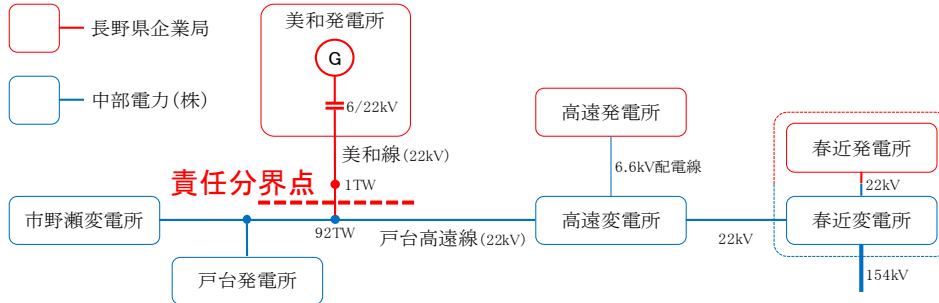 長野県企業局
中部電力(株)
美和発電所
G
6/22kV
美和線(22kV)
責任分界点
1TW
92TW
市野瀬変電所
戸台発電所
戸台高遠線(22kV)
高遠発電所
6.6kV配電線
高遠変電所
22kV
春近発電所
22kV
春近変電所
154kV